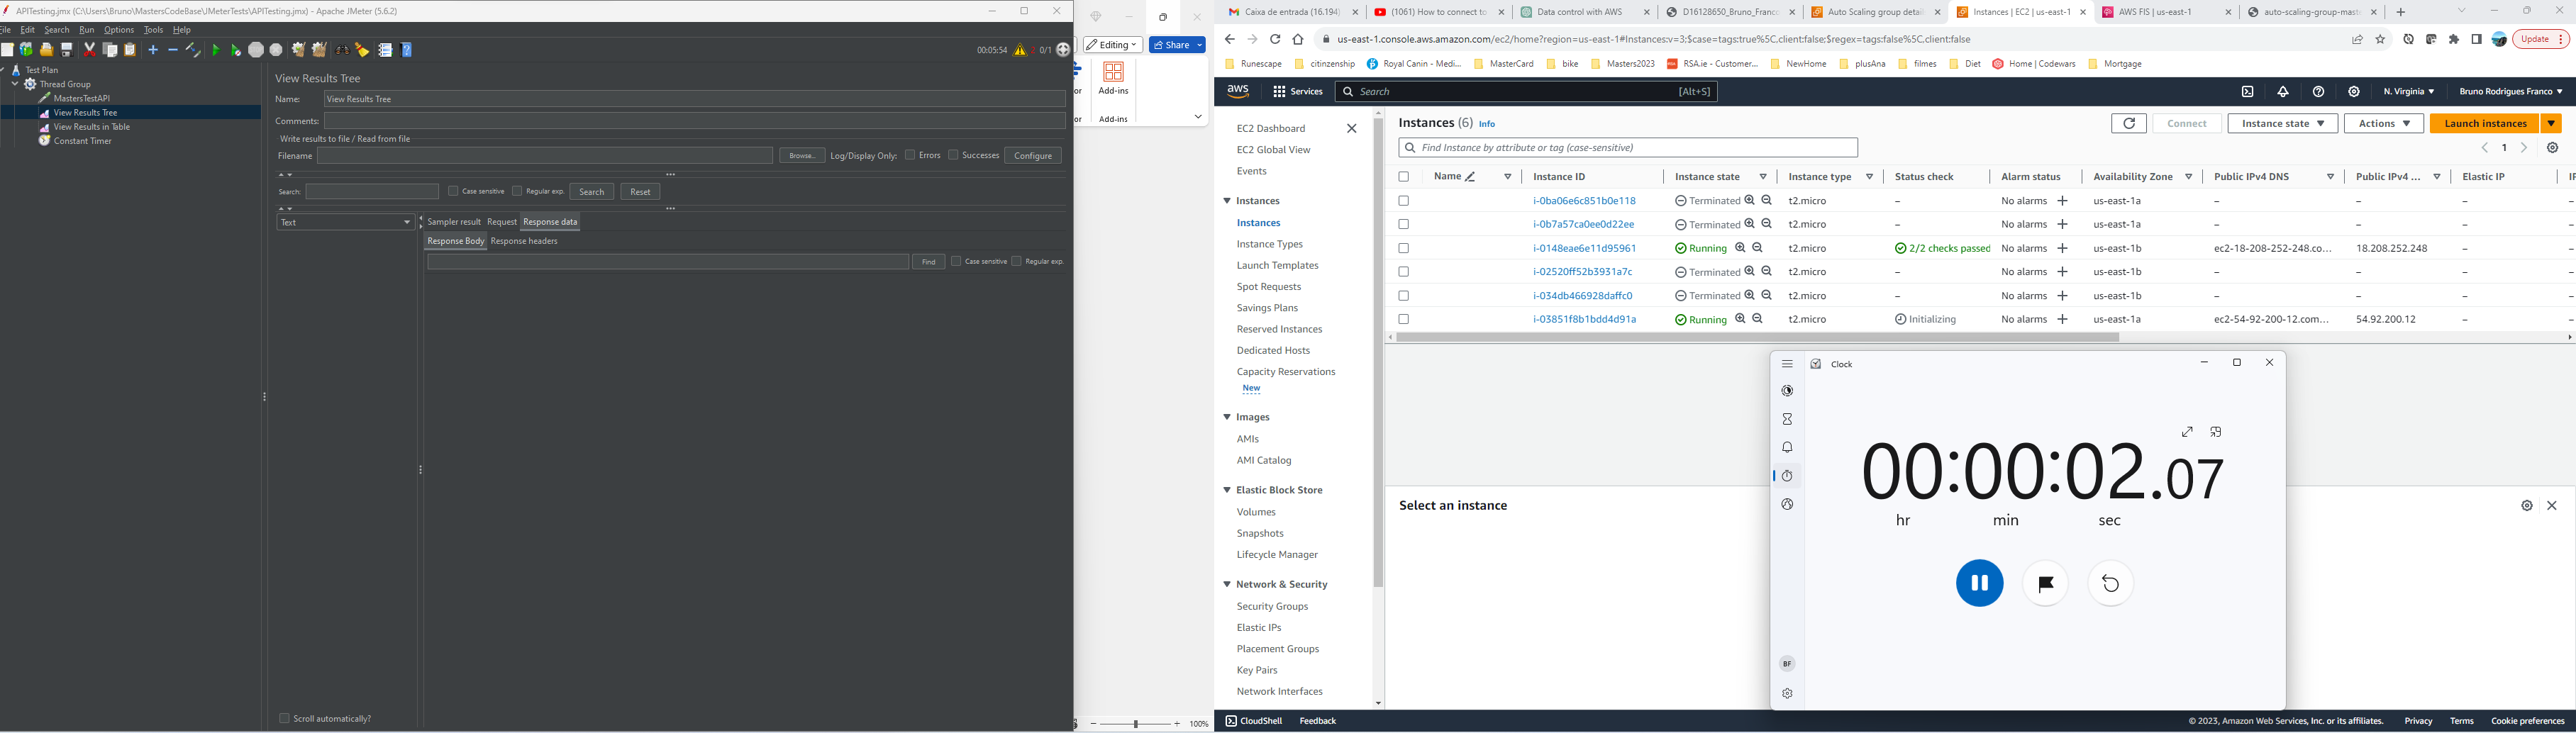 APITesting.jmx (C:\Users\Bruno\MastersCodeBase\JMeterTests\APITesting.jmx) - Apache JMeter (5.6.2)
File Edit Search Run Options Tools Help
00:05:54 2 0/1
Test Plan
Thread Group
MastersTestAPI
View Results Tree
View Results in Table
Constant Timer
View Results Tree
Name: View Results Tree
Comments:
Write results to file / Read from file
Filename Browse... Log/Display Only: Errors Successes Configure
Search: Case sensitive Regular exp. Search Reset
Text
Sampler result Request Response data
Response Body Response headers
Find Case sensitive Regular exp.
Scroll automatically?
Editing Share
or Add-ins
or Add-ins
100%
Caixa de entrada (16.194) (1061) How to connect to Data control with AWS D16128650_Bruno_Franco Auto Scaling group detail Instances | EC2 | us-east-1 AWS FIS | us-east-1 auto-scaling-group-mast
us-east-1.console.aws.amazon.com/ec2/home?region=us-east-1#Instances:v=3;$case=tags:true%5C,client:false;$regex=tags:false%5C,client:false
Update
Runescape citinzenship Royal Canin - Medi... MasterCard bike Masters2023 RSA.ie - Customer... NewHome plusAna filmes Diet Home | Codewars Mortgage
aws Services Search [Alt+S] N. Virginia Bruno Rodrigues Franco
EC2 Dashboard
EC2 Global View
Events
Instances
Instances
Instance Types
Launch Templates
Spot Requests
Savings Plans
Reserved Instances
Dedicated Hosts
Capacity Reservations
New
Images
AMIs
AMI Catalog
Elastic Block Store
Volumes
Snapshots
Lifecycle Manager
Network & Security
Security Groups
Elastic IPs
Placement Groups
Key Pairs
Network Interfaces
Instances (6) Info
Connect Instance state Actions Launch instances
Find Instance by attribute or tag (case-sensitive)
1
Name Instance ID Instance state Instance type Status check Alarm status Availability Zone Public IPv4 DNS Public IPv4 ... Elastic IP IP
i-0ba06e6c851b0e118 Terminated t2.micro – No alarms us-east-1a – – – –
i-0b7a57ca0ee0d22ee Terminated t2.micro – No alarms us-east-1a – – – –
i-0148eae6e11d95961 Running t2.micro 2/2 checks passed No alarms us-east-1b ec2-18-208-252-248.co... 18.208.252.248 – –
i-02520ff52b3931a7c Terminated t2.micro – No alarms us-east-1b – – – –
i-034db466928daffc0 Terminated t2.micro – No alarms us-east-1b – – – –
i-03851f8b1bdd4d91a Running t2.micro Initializing No alarms us-east-1a ec2-54-92-200-12.com... 54.92.200.12 – –
Select an instance
Clock
00:00:02.07
hr min sec
BF
CloudShell Feedback © 2023, Amazon Web Services, Inc. or its affiliates. Privacy Terms Cookie preferences